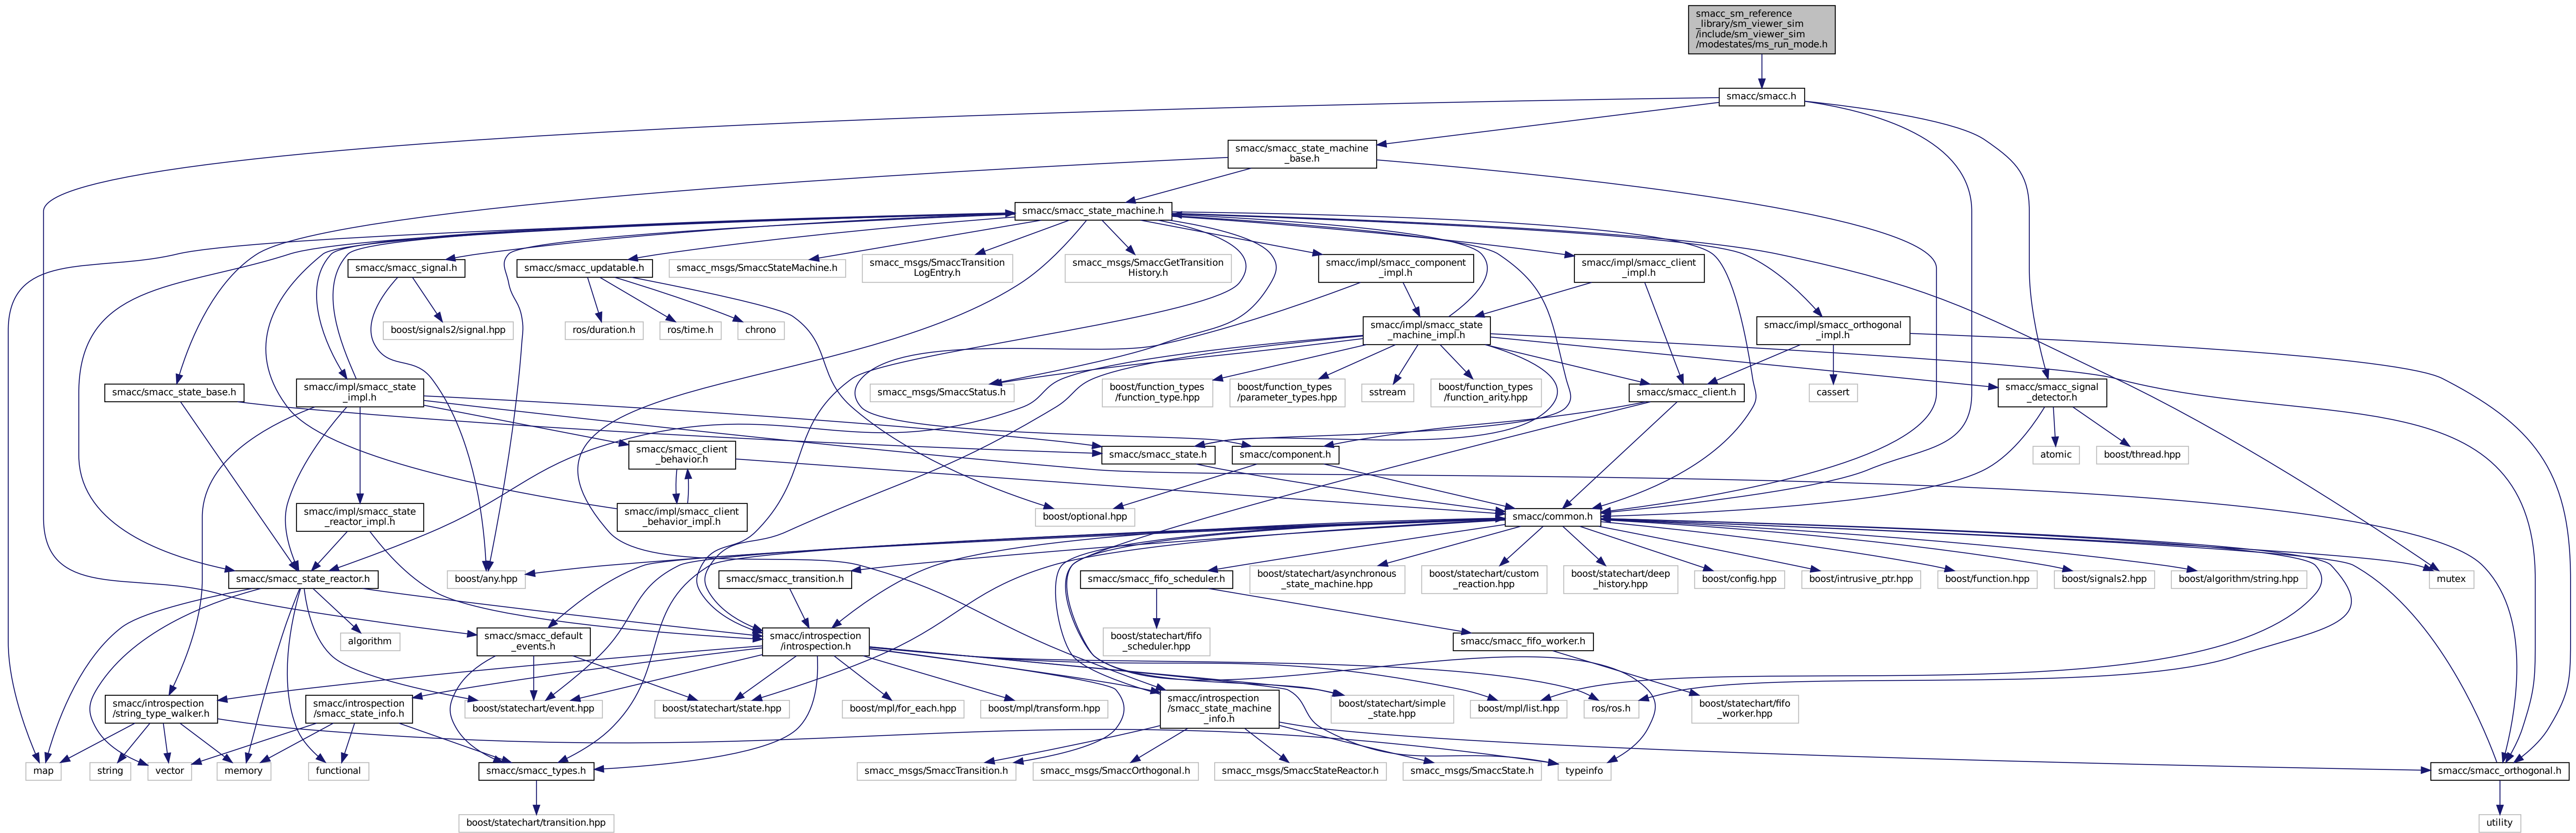 smacc_sm_reference
_library/sm_viewer_sim
/include/sm_viewer_sim
/modestates/ms_run_mode.h
smacc/smacc.h
smacc/smacc_state_machine
_base.h
smacc/smacc_state_machine.h
smacc/smacc_signal.h
smacc/smacc_updatable.h
smacc_msgs/SmaccStateMachine.h
smacc_msgs/SmaccTransition
LogEntry.h
smacc_msgs/SmaccGetTransition
History.h
smacc/impl/smacc_component
_impl.h
smacc/impl/smacc_client
_impl.h
boost/signals2/signal.hpp
ros/duration.h
ros/time.h
chrono
smacc/impl/smacc_state
_machine_impl.h
smacc/impl/smacc_orthogonal
_impl.h
smacc/smacc_state_base.h
smacc/impl/smacc_state
_impl.h
smacc_msgs/SmaccStatus.h
boost/function_types
/function_type.hpp
boost/function_types
/parameter_types.hpp
sstream
boost/function_types
/function_arity.hpp
smacc/smacc_client.h
cassert
smacc/smacc_signal
_detector.h
smacc/smacc_client
_behavior.h
smacc/smacc_state.h
smacc/component.h
atomic
boost/thread.hpp
smacc/impl/smacc_state
_reactor_impl.h
smacc/impl/smacc_client
_behavior_impl.h
boost/optional.hpp
smacc/common.h
smacc/smacc_state_reactor.h
boost/any.hpp
smacc/smacc_transition.h
smacc/smacc_fifo_scheduler.h
boost/statechart/asynchronous
_state_machine.hpp
boost/statechart/custom
_reaction.hpp
boost/statechart/deep
_history.hpp
boost/config.hpp
boost/intrusive_ptr.hpp
boost/function.hpp
boost/signals2.hpp
boost/algorithm/string.hpp
mutex
algorithm
smacc/smacc_default
_events.h
smacc/introspection
/introspection.h
boost/statechart/fifo
_scheduler.hpp
smacc/smacc_fifo_worker.h
smacc/introspection
/string_type_walker.h
smacc/introspection
/smacc_state_info.h
boost/statechart/event.hpp
boost/statechart/state.hpp
boost/mpl/for_each.hpp
boost/mpl/transform.hpp
smacc/introspection
/smacc_state_machine
_info.h
boost/statechart/simple
_state.hpp
boost/mpl/list.hpp
ros/ros.h
boost/statechart/fifo
_worker.hpp
map
string
vector
memory
functional
smacc/smacc_types.h
smacc_msgs/SmaccTransition.h
smacc_msgs/SmaccOrthogonal.h
smacc_msgs/SmaccStateReactor.h
smacc_msgs/SmaccState.h
typeinfo
smacc/smacc_orthogonal.h
boost/statechart/transition.hpp
utility